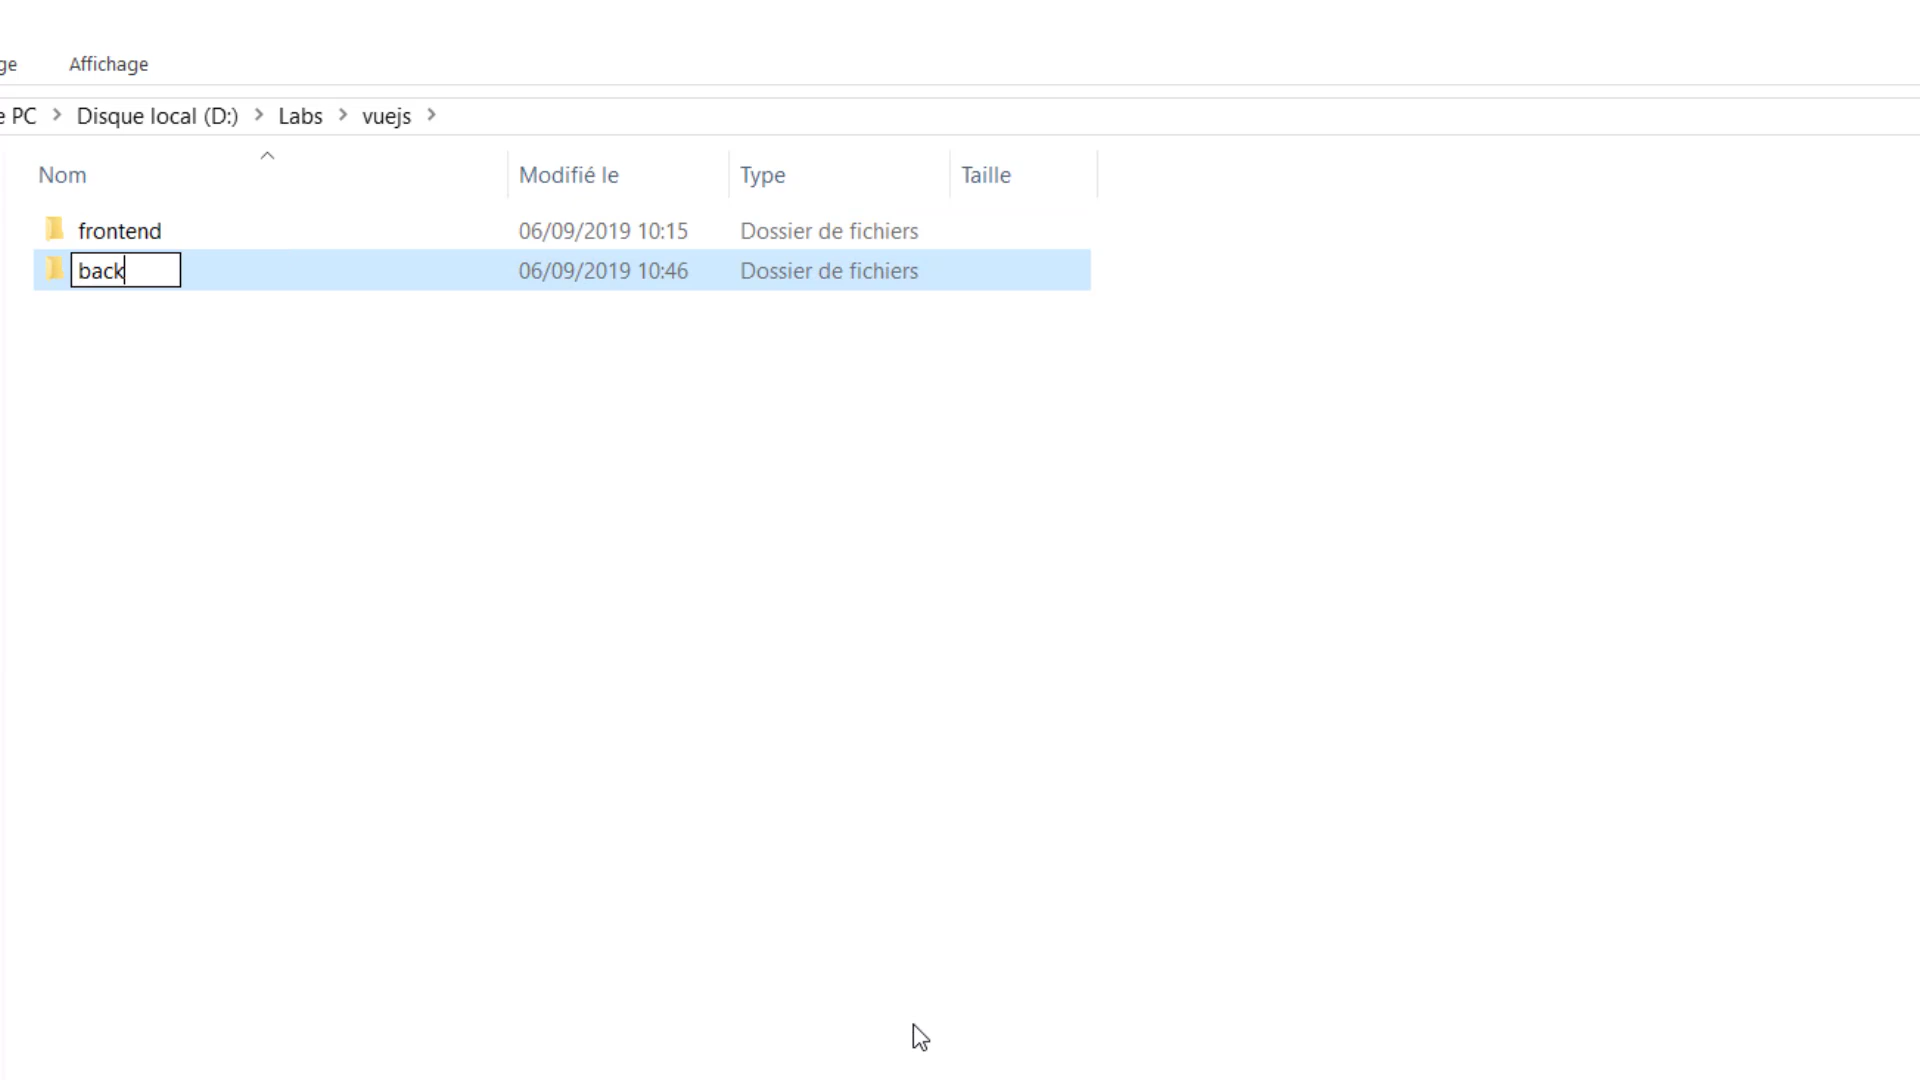 ge Affichage
e PC > Disque local (D:) > Labs > vuejs >
Nom Modifié le Type Taille
frontend 06/09/2019 10:15 Dossier de fichiers
back 06/09/2019 10:46 Dossier de fichiers